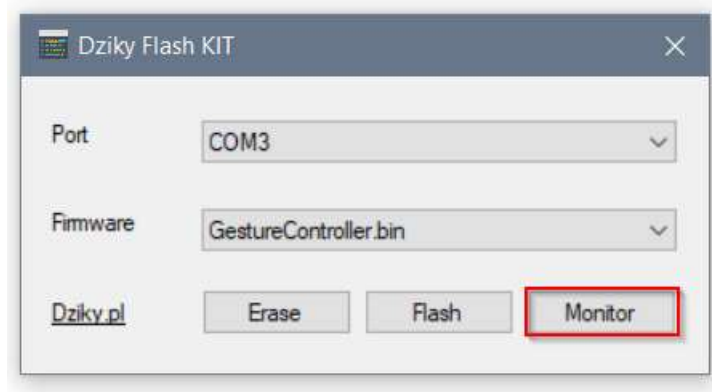 Dziky Flash KIT
Port COM3
Firmware GestureController.bin
Dziky.pl Erase Flash Monitor